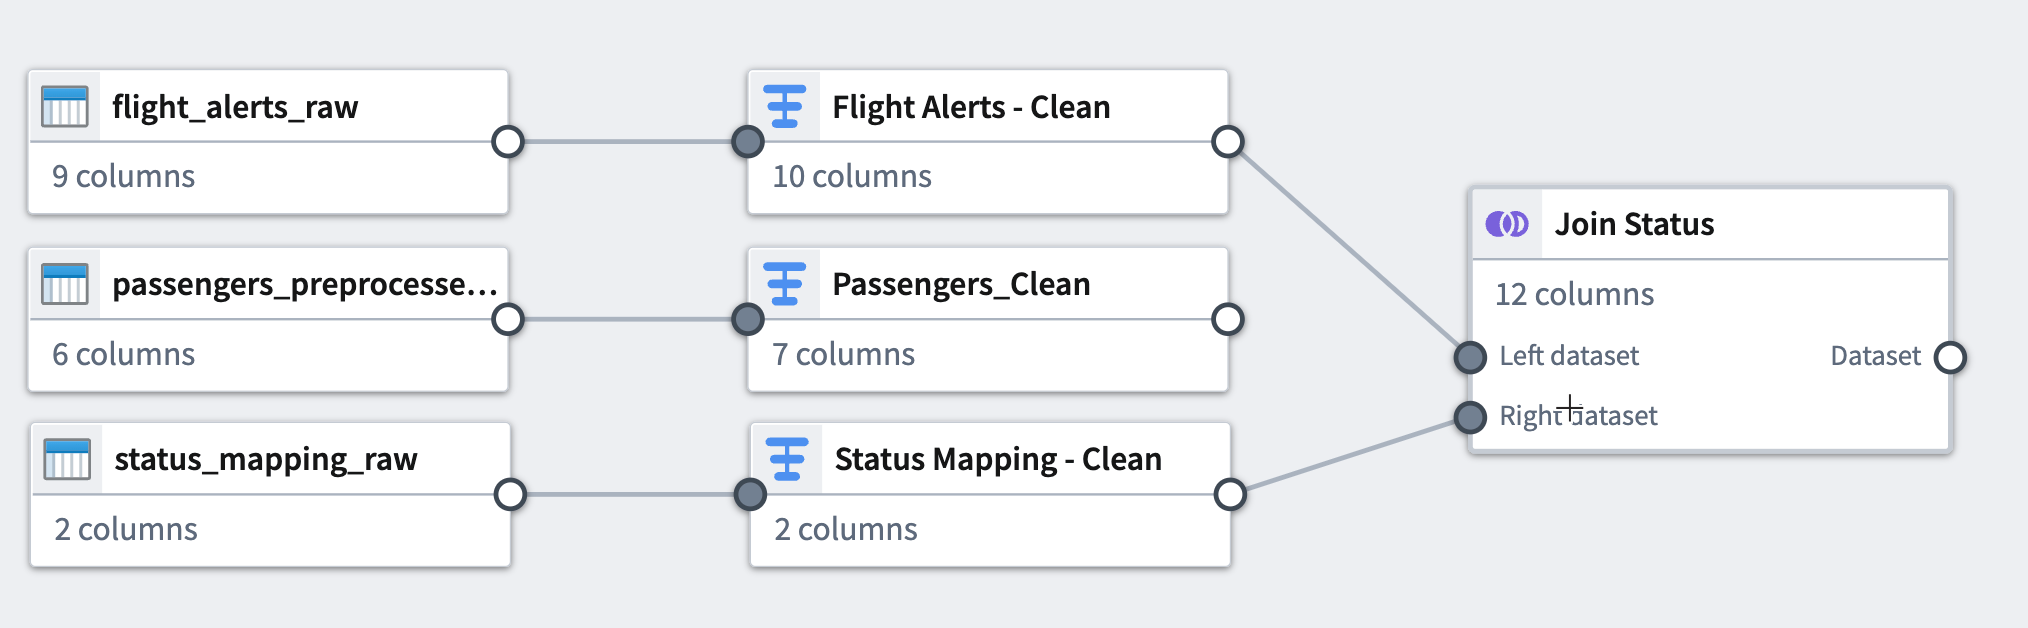 flight_alerts_raw
9 columns
Flight Alerts - Clean
10 columns
passengers_preprocesse...
6 columns
Passengers_Clean
7 columns
status_mapping_raw
2 columns
Status Mapping - Clean
2 columns
Join Status
12 columns
Left dataset
Dataset
Right dataset